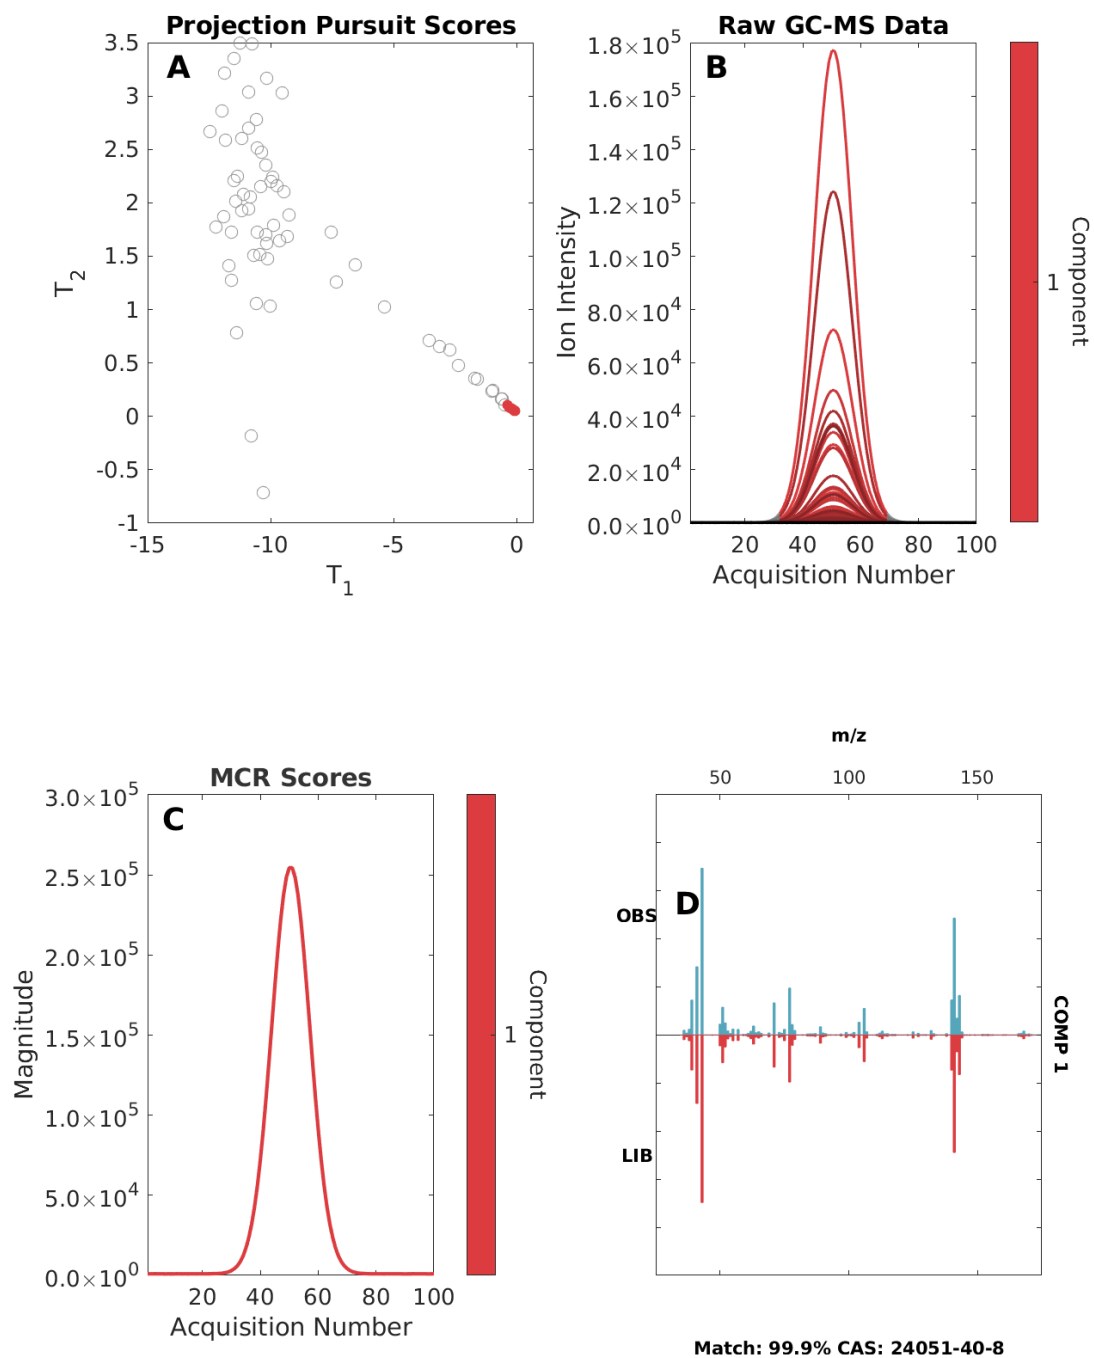 Projection Pursuit Scores
A
3.5
3
2.5
2
1.5
1
0.5
0
-0.5
-1
T2
-15 -10 -5 0
T1
Raw GC-MS Data
B
1.8×10^5
1.6×10^5
1.4×10^5
1.2×10^5
1.0×10^5
8.0×10^4
6.0×10^4
4.0×10^4
2.0×10^4
0.0×10^0
Ion Intensity
20 40 60 80 100
Acquisition Number
1
Component
MCR Scores
C
3.0×10^5
2.5×10^5
2.0×10^5
1.5×10^5
1.0×10^5
5.0×10^4
0.0×10^0
Magnitude
20 40 60 80 100
Acquisition Number
1
Component
m/z
50 100 150
D
OBS
LIB
COMP 1
Match: 99.9% CAS: 24051-40-8